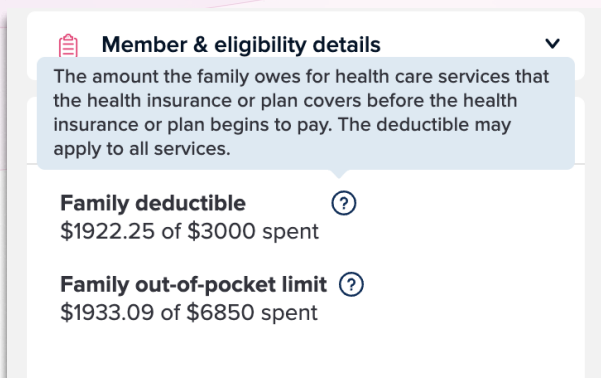 Member & eligibility details
The amount the family owes for health care services that
the health insurance or plan covers before the health
insurance or plan begins to pay. The deductible may
apply to all services.
Family deductible ?
$1922.25 of $3000 spent
Family out-of-pocket limit ?
$1933.09 of $6850 spent